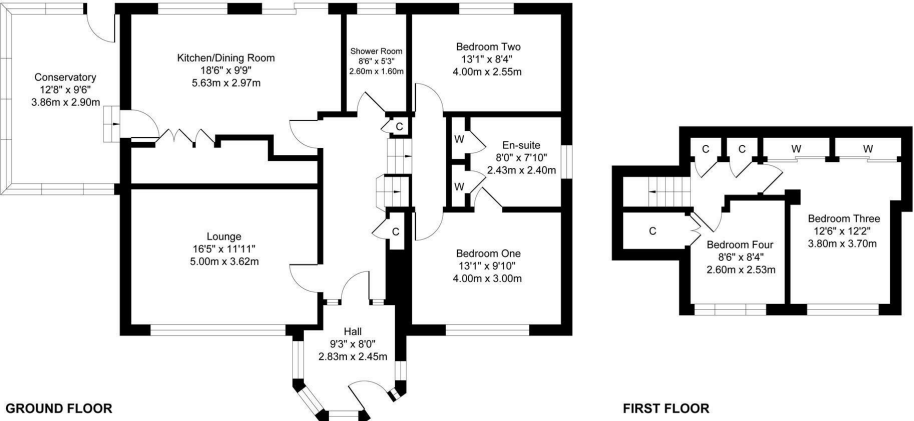 Kitchen/Dining Room
18'6" x 9'9"
5.63m x 2.97m
Shower Room
8'6" x 5'3"
2.60m x 1.60m
Bedroom Two
13'1" x 8'4"
4.00m x 2.55m
Conservatory
12'8" x 9'6"
3.86m x 2.90m
C
W
En-suite
8'0" x 7'10"
2.43m x 2.40m
W
C
Lounge
16'5" x 11'11"
5.00m x 3.62m
Bedroom One
13'1" x 9'10"
4.00m x 3.00m
Hall
9'3" x 8'0"
2.83m x 2.45m
GROUND FLOOR
C
C
W
W
C
Bedroom Three
12'6" x 12'2"
3.80m x 3.70m
Bedroom Four
8'6" x 8'4"
2.60m x 2.53m
FIRST FLOOR